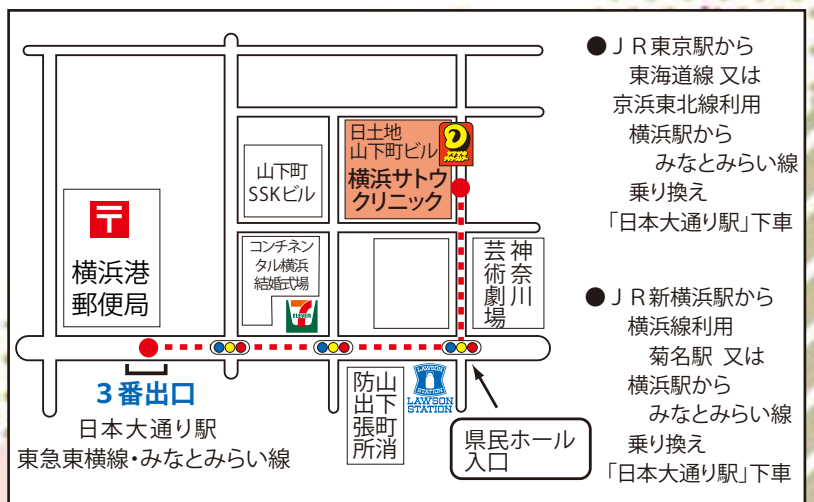 日土地
山下町ビル
横浜サトウ
クリニック
山下町
SSKビル
〒
横浜港
郵便局
コンチネン
タル横浜
結婚式場
7
ELEVEN
神奈川
芸術劇場
3番出口
日本大通り駅
東急東横線・みなとみらい線
山下町消
防出張所
LAWSON
STATION
LAWSON
STATION
県民ホール
入口
●ＪＲ東京駅から
東海道線 又は
京浜東北線利用
横浜駅から
みなとみらい線
乗り換え
「日本大通り駅」下車
●ＪＲ新横浜駅から
横浜線利用
菊名駅 又は
横浜駅から
みなとみらい線
乗り換え
「日本大通り駅」下車